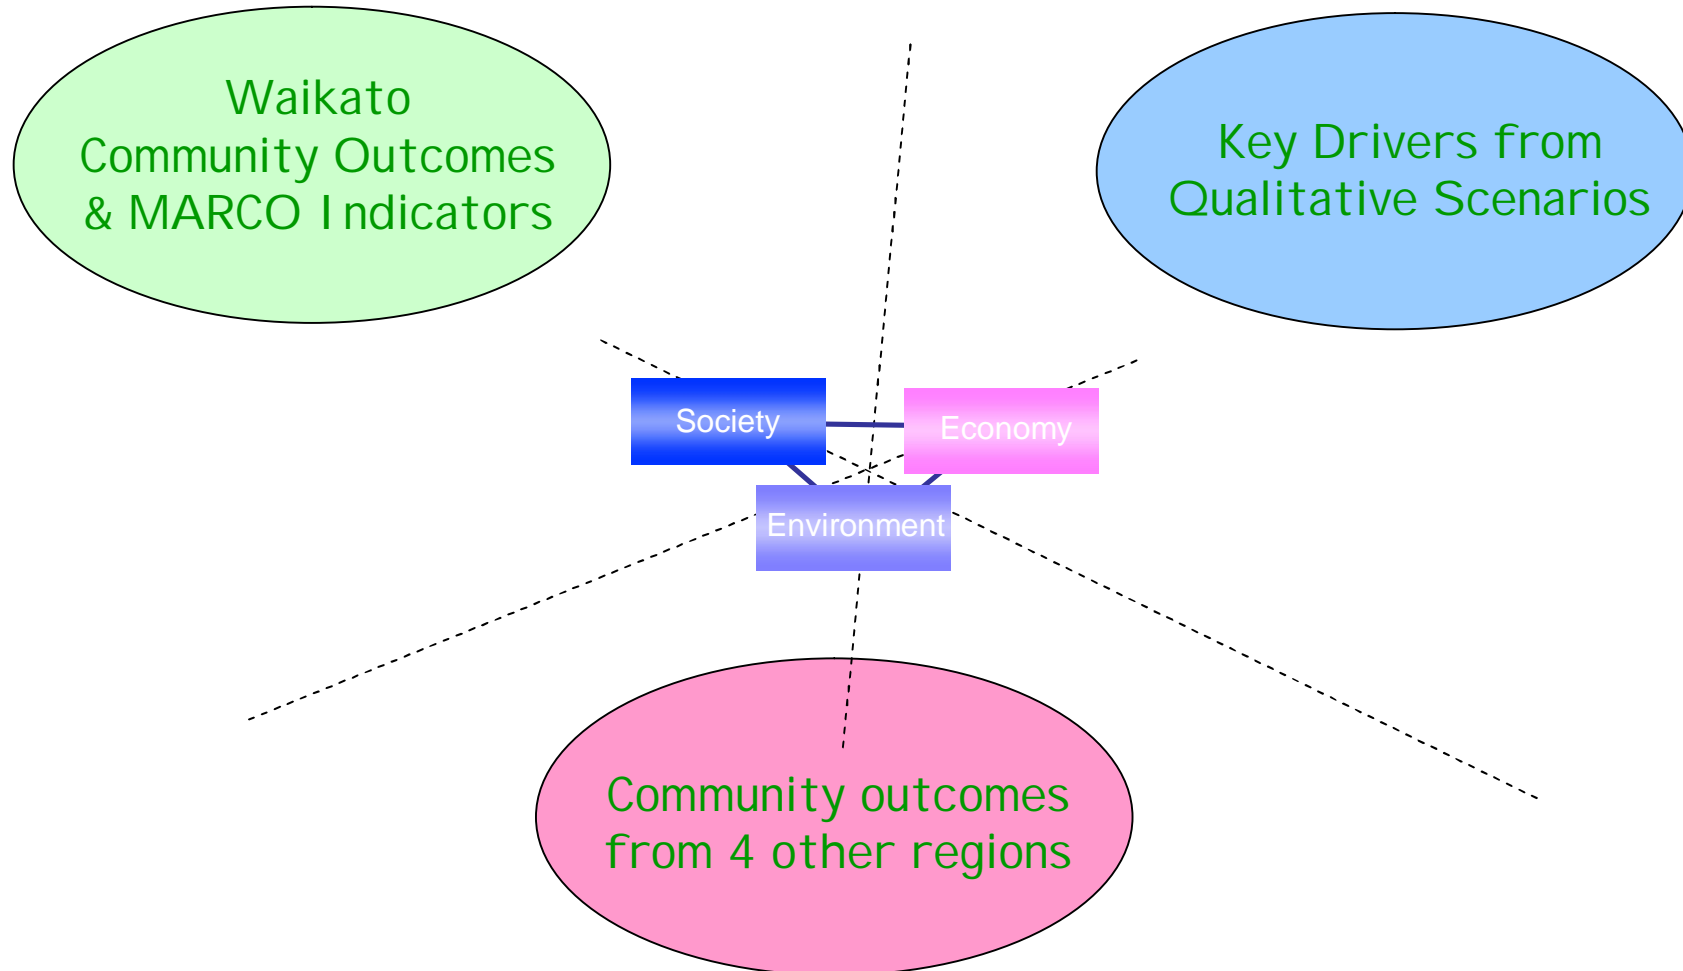 Waikato
Community Outcomes
& MARCO Indicators
Key Drivers from
Qualitative Scenarios
Society
Economy
Environment
Community outcomes
from 4 other regions